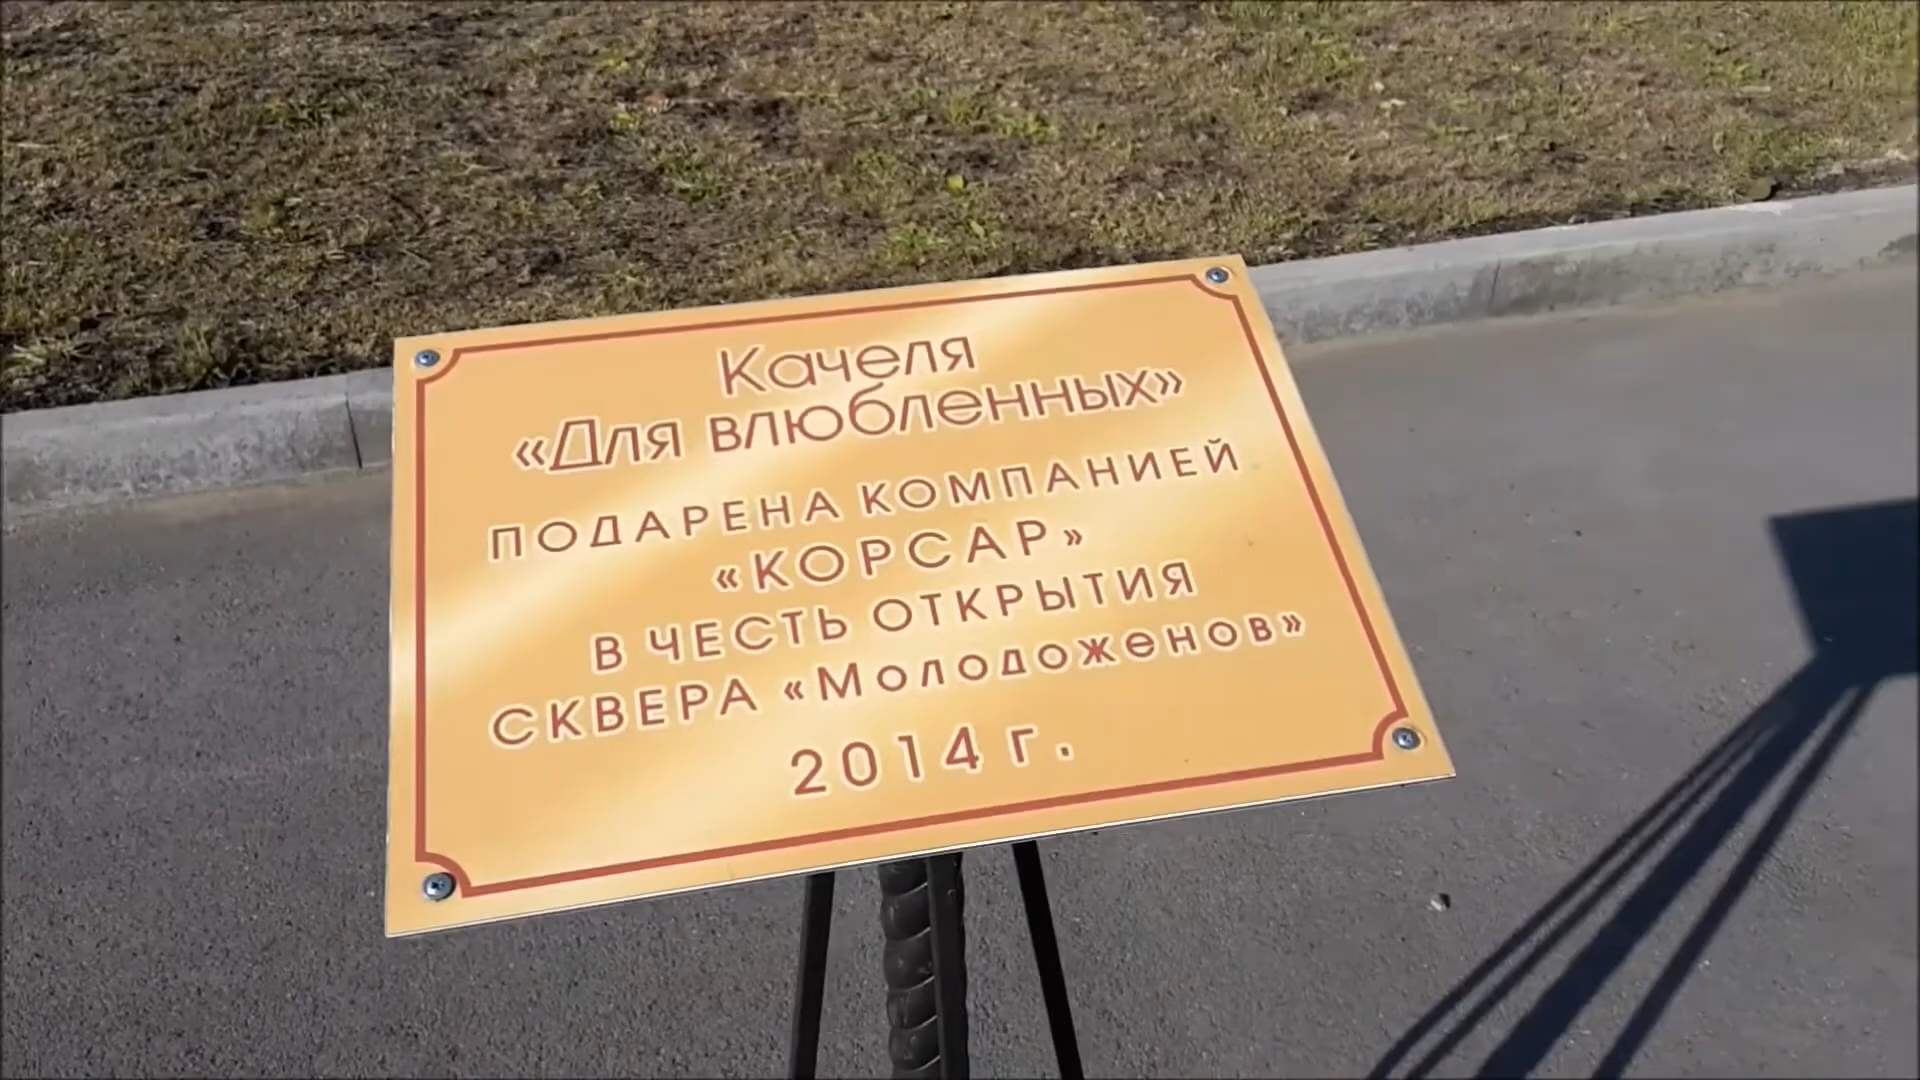 Качеля
«Для влюбленных»
ПОДАРЕНА КОМПАНИЕЙ
«КОРСАР»
В ЧЕСТЬ ОТКРЫТИЯ
СКВЕРА «Молодоженов»
2014 г.